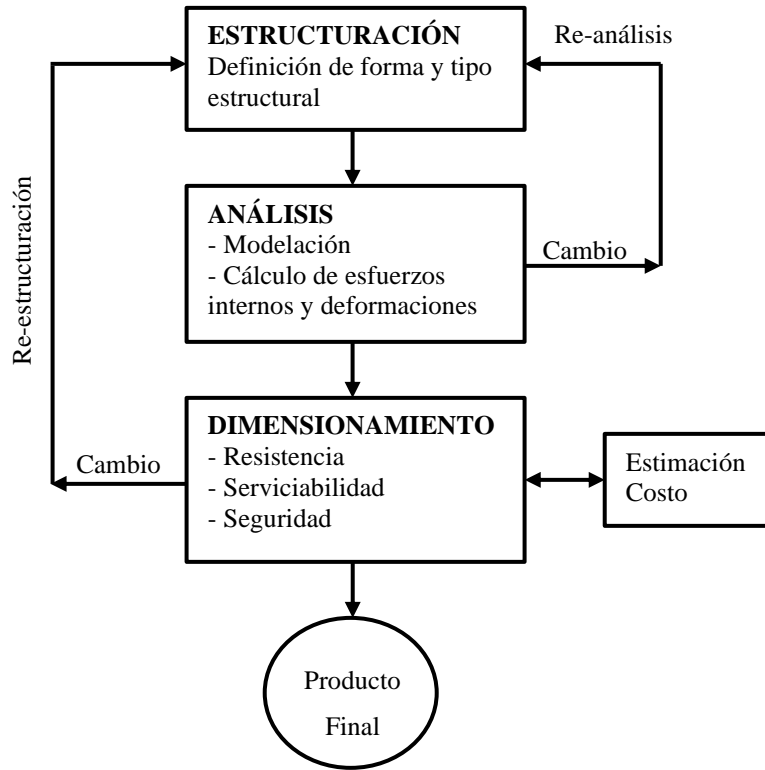 ESTRUCTURACIÓN
Definición de forma y tipo
estructural
Re-análisis
Re-estructuración
ANÁLISIS
- Modelación
- Cálculo de esfuerzos
internos y deformaciones
Cambio
DIMENSIONAMIENTO
- Resistencia
- Serviciabilidad
- Seguridad
Cambio
Estimación
Costo
Producto
Final